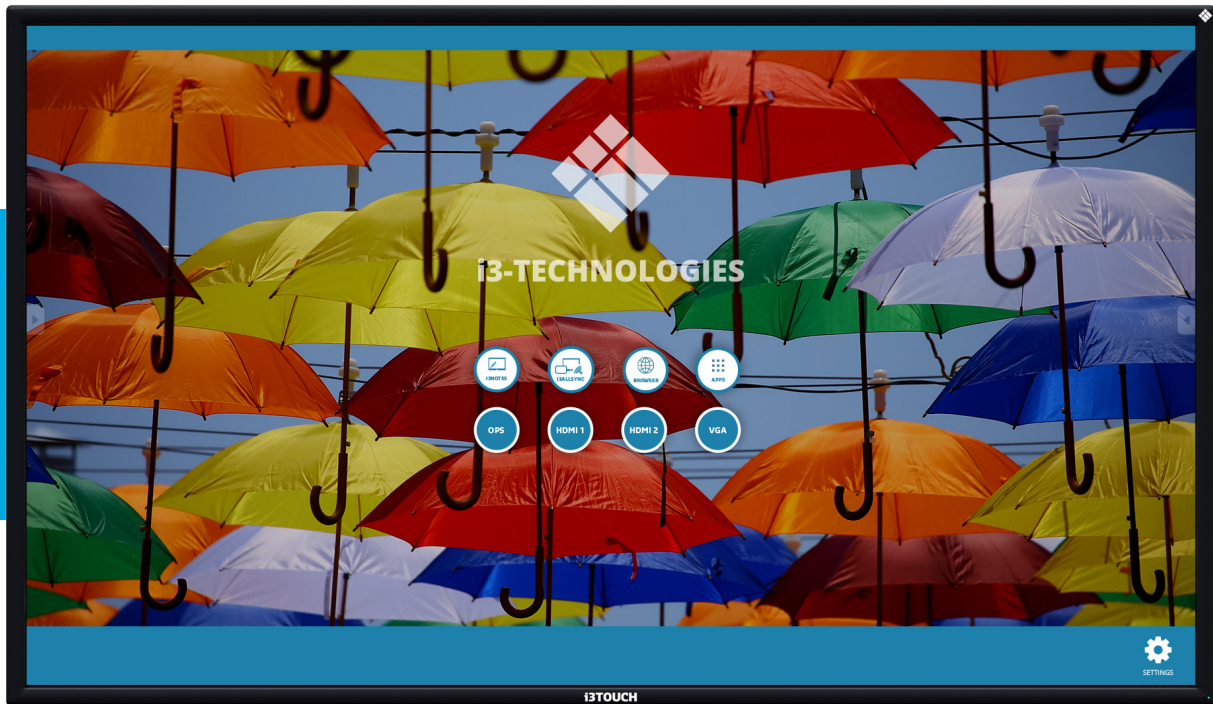 i3-TECHNOLOGIES
I3NOTES
I3ALLSYNC
BROWSER
APPS
OPS
HDMI 1
HDMI 2
VGA
SETTINGS
i3TOUCH